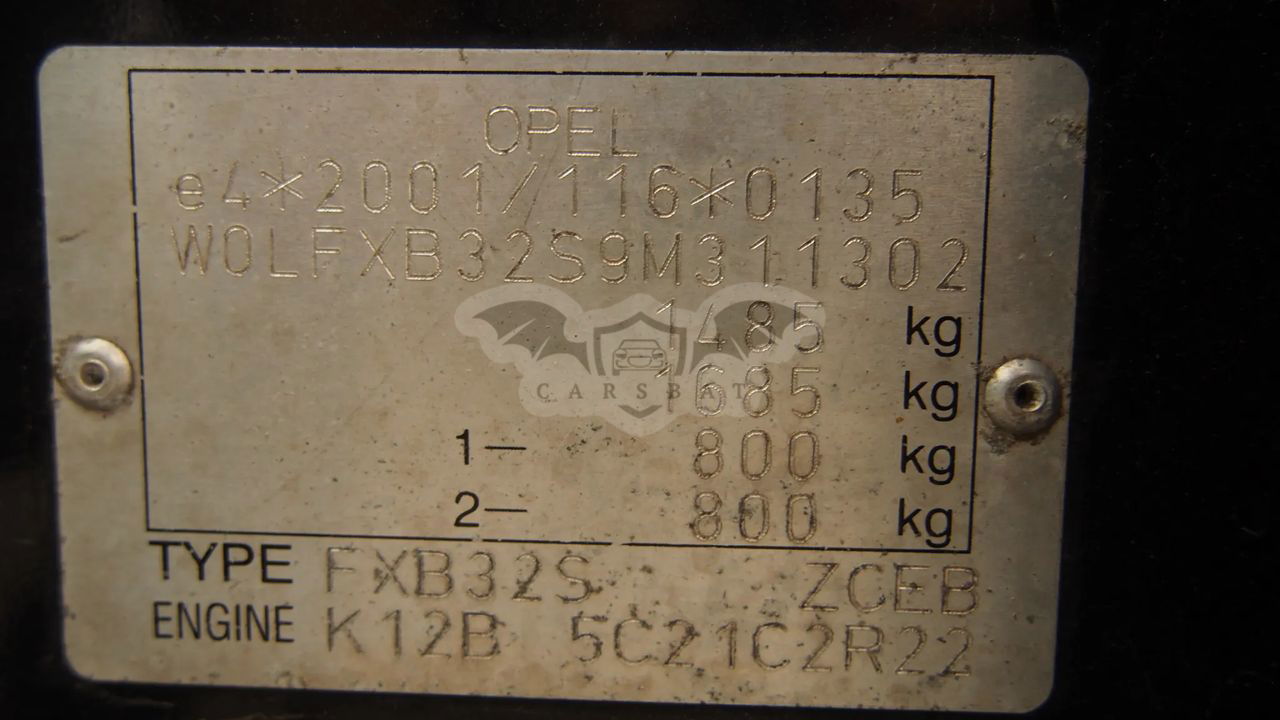 OPEL
e4*2001/116*0135
W0LFXB32S9M311302
1485 kg
CARSBAT
1685 kg
1— 800 kg
2— 800 kg
TYPE FXB32S ZCEB
ENGINE K12B 5C21C2R22